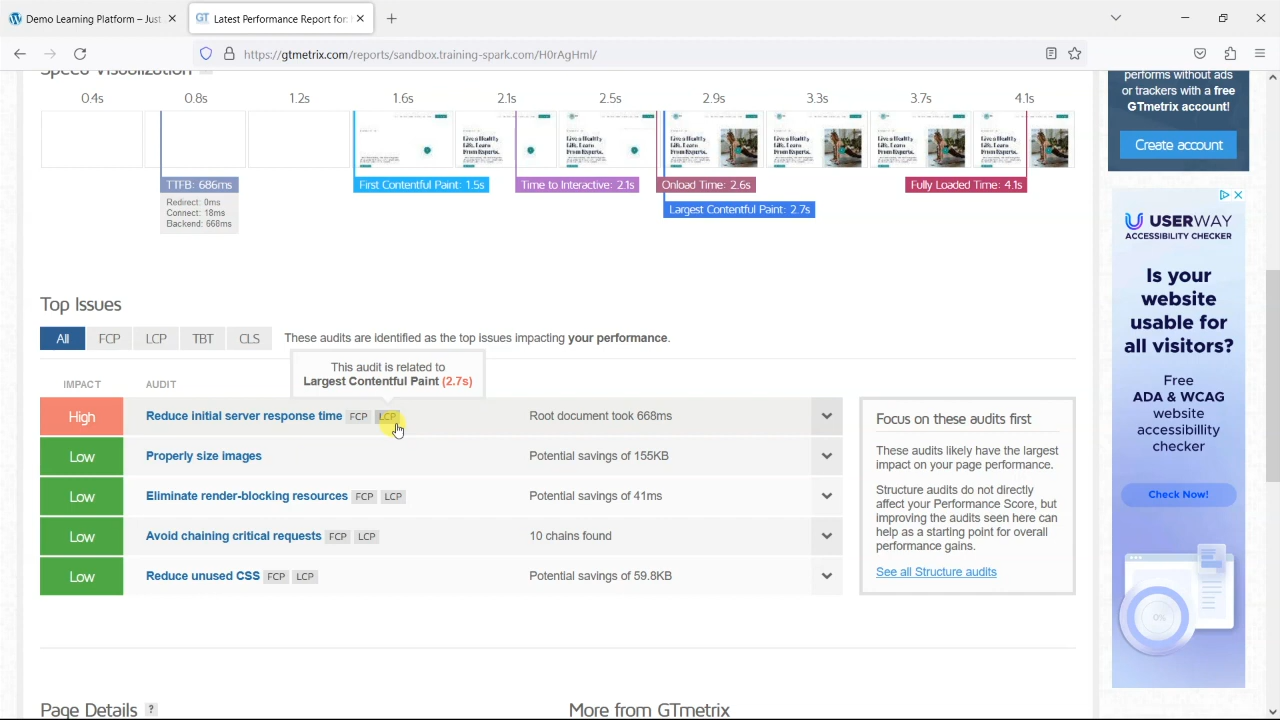 Demo Learning Platform – Just
GT Latest Performance Report for:
https://gtmetrix.com/reports/sandbox.training-spark.com/H0rAgHml/
Speed Visualization
0.4s 0.8s 1.2s 1.6s 2.1s 2.5s 2.9s 3.3s 3.7s 4.1s
TTFB: 686ms
Redirect: 0ms
Connect: 18ms
Backend: 668ms
First Contentful Paint: 1.5s
Time to Interactive: 2.1s
Onload Time: 2.6s
Largest Contentful Paint: 2.7s
Fully Loaded Time: 4.1s
Top Issues
All FCP LCP TBT CLS These audits are identified as the top issues impacting your performance.
This audit is related to
Largest Contentful Paint (2.7s)
IMPACT AUDIT
High Reduce initial server response time FCP LCP Root document took 668ms
Low Properly size images Potential savings of 155KB
Low Eliminate render-blocking resources FCP LCP Potential savings of 41ms
Low Avoid chaining critical requests FCP LCP 10 chains found
Low Reduce unused CSS FCP LCP Potential savings of 59.8KB
Focus on these audits first
These audits likely have the largest
impact on your page performance.
Structure audits do not directly
affect your Performance Score, but
improving the audits seen here can
help as a starting point for overall
performance gains.
See all Structure audits
Page Details ?
More from GTmetrix
performs without ads
or trackers with a free
GTmetrix account!
Create account
USERWAY
ACCESSIBILITY CHECKER
Is your
website
usable for
all visitors?
Free
ADA & WCAG
website
accessibillity
checker
Check Now!
0%